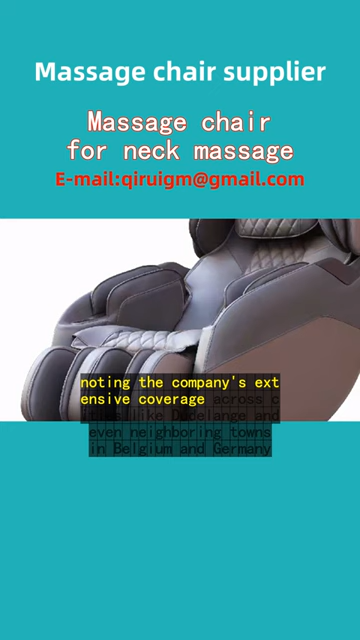 Massage chair supplier
Massage chair
for neck massage
E-mail:qiruigm@gmail.com
noting the company's ext
ensive coverage across c
ities like Dudelange and
even neighboring towns
in Belgium and Germany